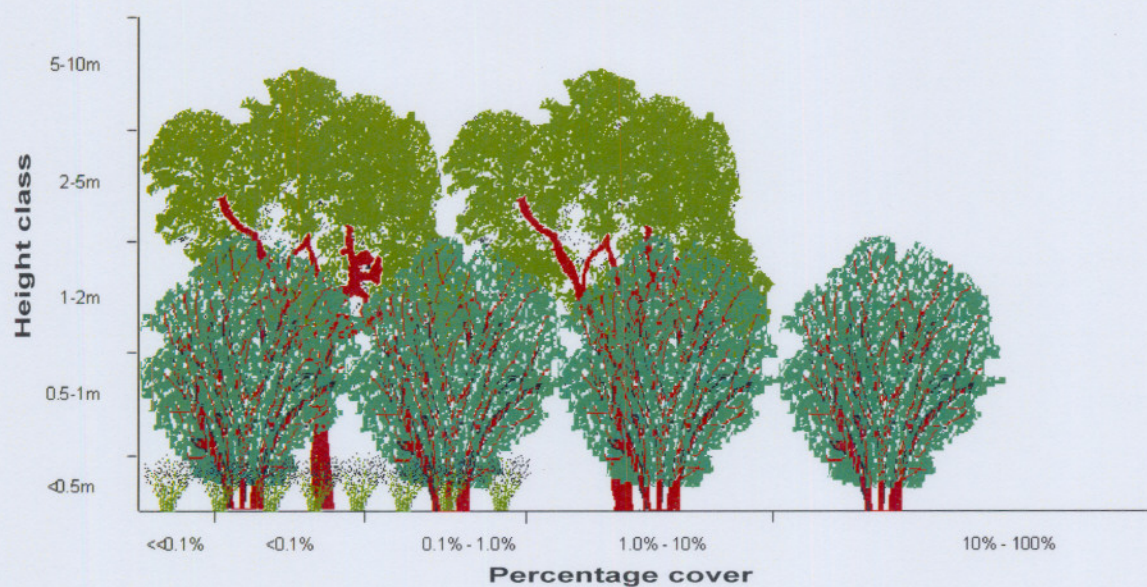 Height class
5-10m
2-5m
1-2m
0.5-1m
<0.5m
<<0.1% <0.1% 0.1% - 1.0% 1.0% - 10% 10% - 100%
Percentage cover